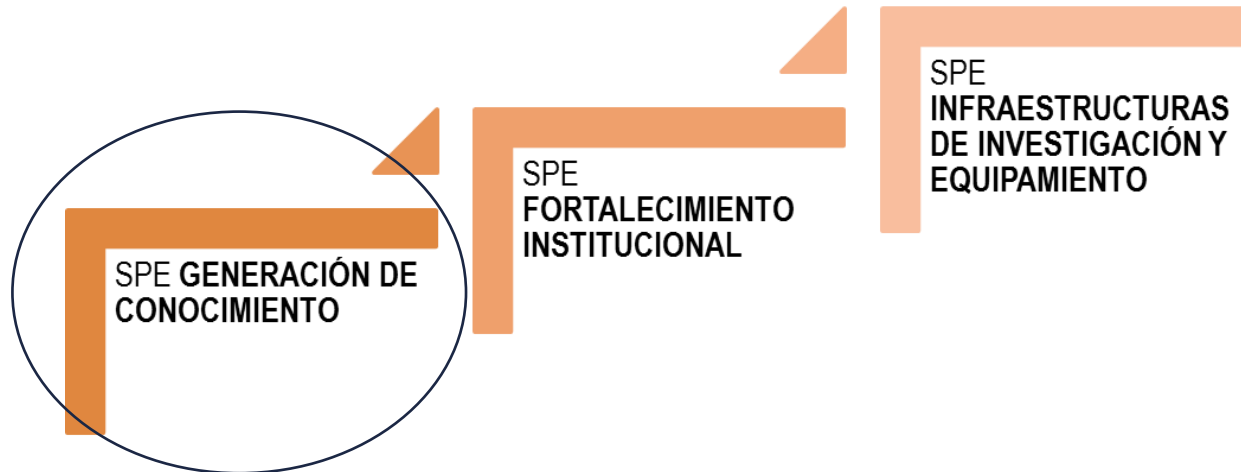 SPE GENERACIÓN DE
CONOCIMIENTO
SPE
FORTALECIMIENTO
INSTITUCIONAL
SPE
INFRAESTRUCTURAS
DE INVESTIGACIÓN Y
EQUIPAMIENTO